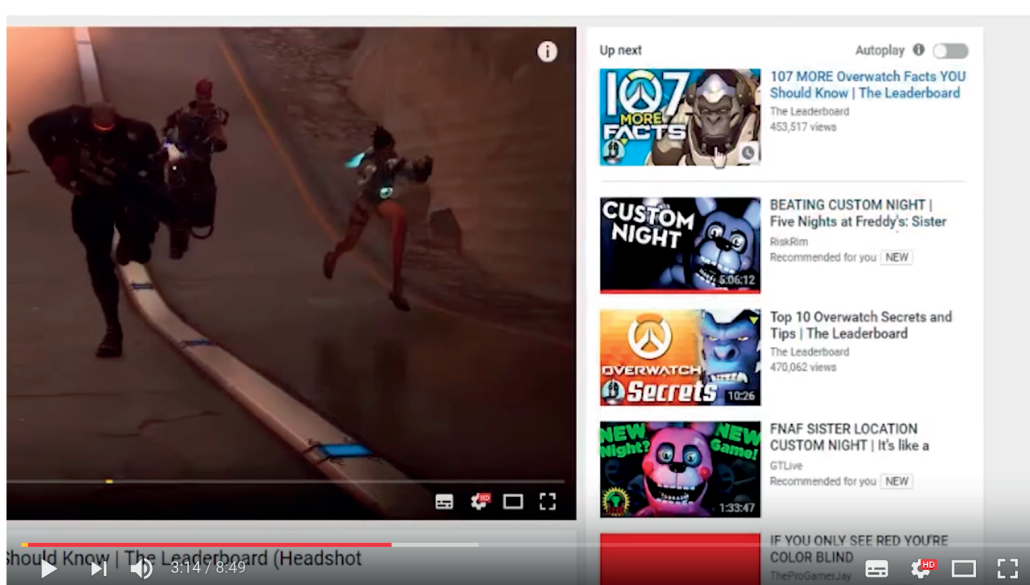 Up next
Autoplay
107
MORE
FACTS
107 MORE Overwatch Facts YOU
Should Know | The Leaderboard
The Leaderboard
453,517 views
CUSTOM
NIGHT
5:06:12
BEATING CUSTOM NIGHT |
Five Nights at Freddy's: Sister
RiskRim
Recommended for you NEW
OVERWATCH
Secrets
10:26
Top 10 Overwatch Secrets and
Tips | The Leaderboard
The Leaderboard
470,062 views
NEW
Night?
NEW
Game!
1:33:47
FNAF SISTER LOCATION
CUSTOM NIGHT | It's like a
GTLive
Recommended for you NEW
IF YOU ONLY SEE RED YOU'RE
COLOR BLIND
TheProGamerJay
HD
Should Know | The Leaderboard (Headshot
3:14 / 8:49
HD